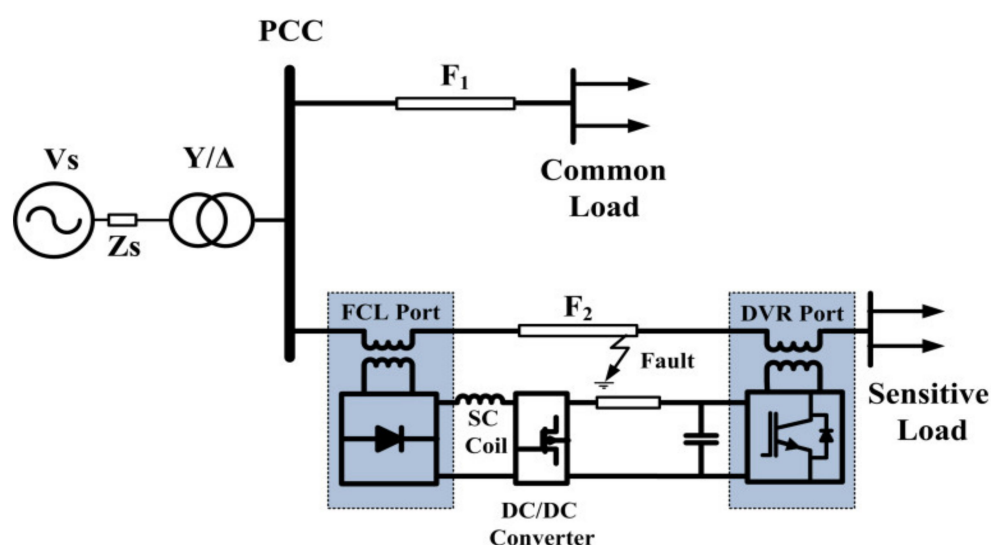 PCC
F₁
Vs
Y/Δ
Zs
Common
Load
FCL Port
F₂
DVR Port
Fault
Sensitive
Load
SC
Coil
DC/DC
Converter